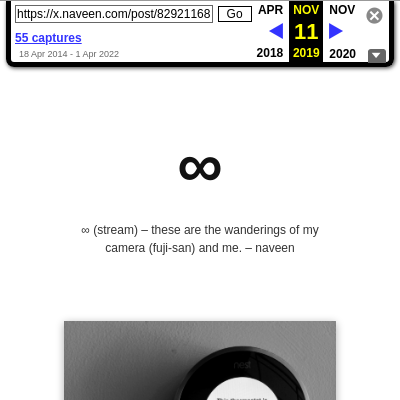 https://x.naveen.com/post/82921168
Go
APR
NOV
NOV
55 captures
11
18 Apr 2014 - 1 Apr 2022
2018
2019
2020
∞
∞ (stream) – these are the wanderings of my
camera (fuji-san) and me. – naveen
nest